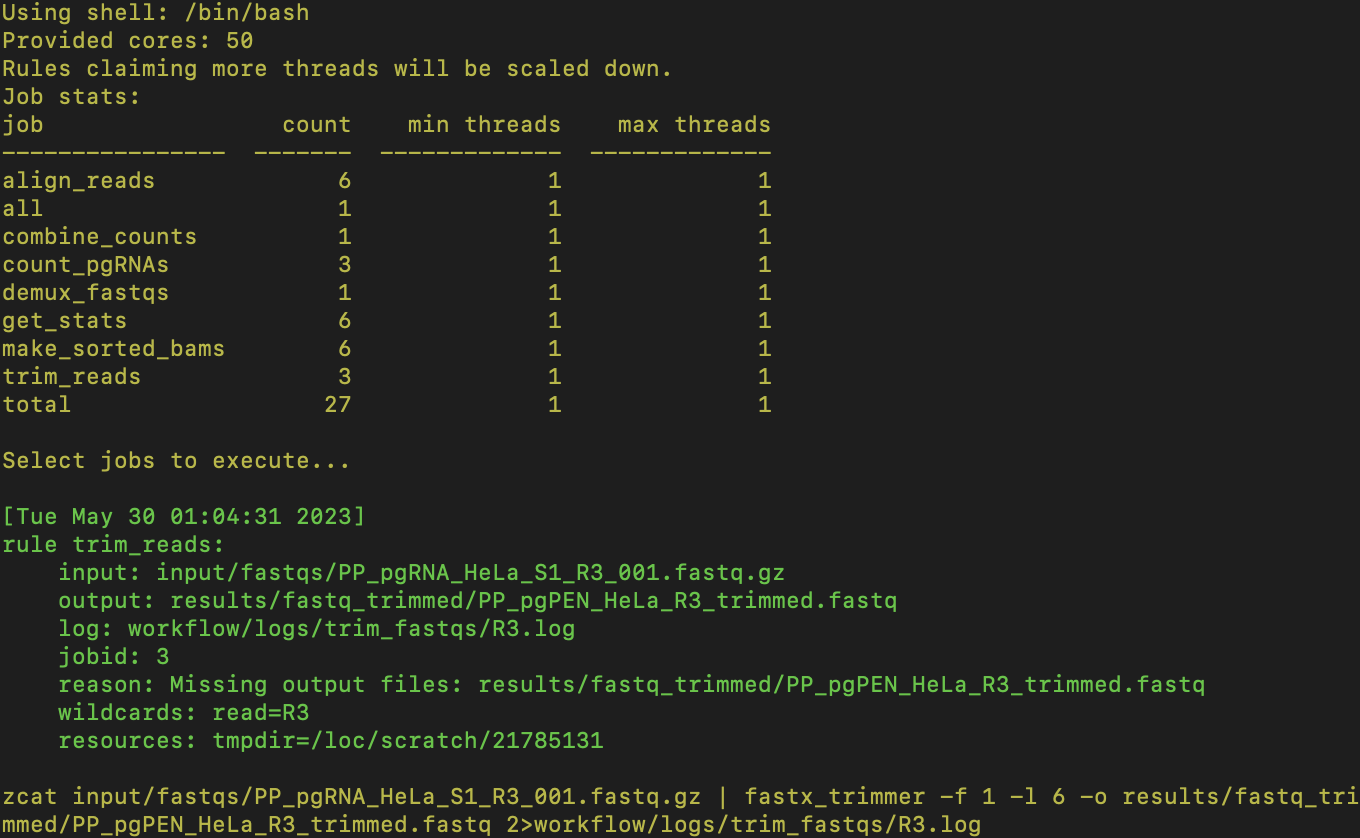 Using shell: /bin/bash
Provided cores: 50
Rules claiming more threads will be scaled down.
Job stats:
job                 count    min threads    max threads
----------------  -------  -------------  -------------
align_reads             6              1              1
all                     1              1              1
combine_counts          1              1              1
count_pgRNAs            3              1              1
demux_fastqs            1              1              1
get_stats               6              1              1
make_sorted_bams        6              1              1
trim_reads              3              1              1
total                  27              1              1

Select jobs to execute...

[Tue May 30 01:04:31 2023]
rule trim_reads:
    input: input/fastqs/PP_pgRNA_HeLa_S1_R3_001.fastq.gz
    output: results/fastq_trimmed/PP_pgPEN_HeLa_R3_trimmed.fastq
    log: workflow/logs/trim_fastqs/R3.log
    jobid: 3
    reason: Missing output files: results/fastq_trimmed/PP_pgPEN_HeLa_R3_trimmed.fastq
    wildcards: read=R3
    resources: tmpdir=/loc/scratch/21785131

zcat input/fastqs/PP_pgRNA_HeLa_S1_R3_001.fastq.gz | fastx_trimmer -f 1 -l 6 -o results/fastq_tri
mmed/PP_pgPEN_HeLa_R3_trimmed.fastq 2>workflow/logs/trim_fastqs/R3.log